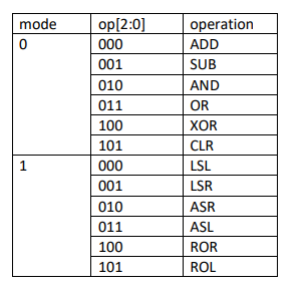 mode op[2:0] operation
0 000 ADD
001 SUB
010 AND
011 OR
100 XOR
101 CLR
1 000 LSL
001 LSR
010 ASR
011 ASL
100 ROR
101 ROL